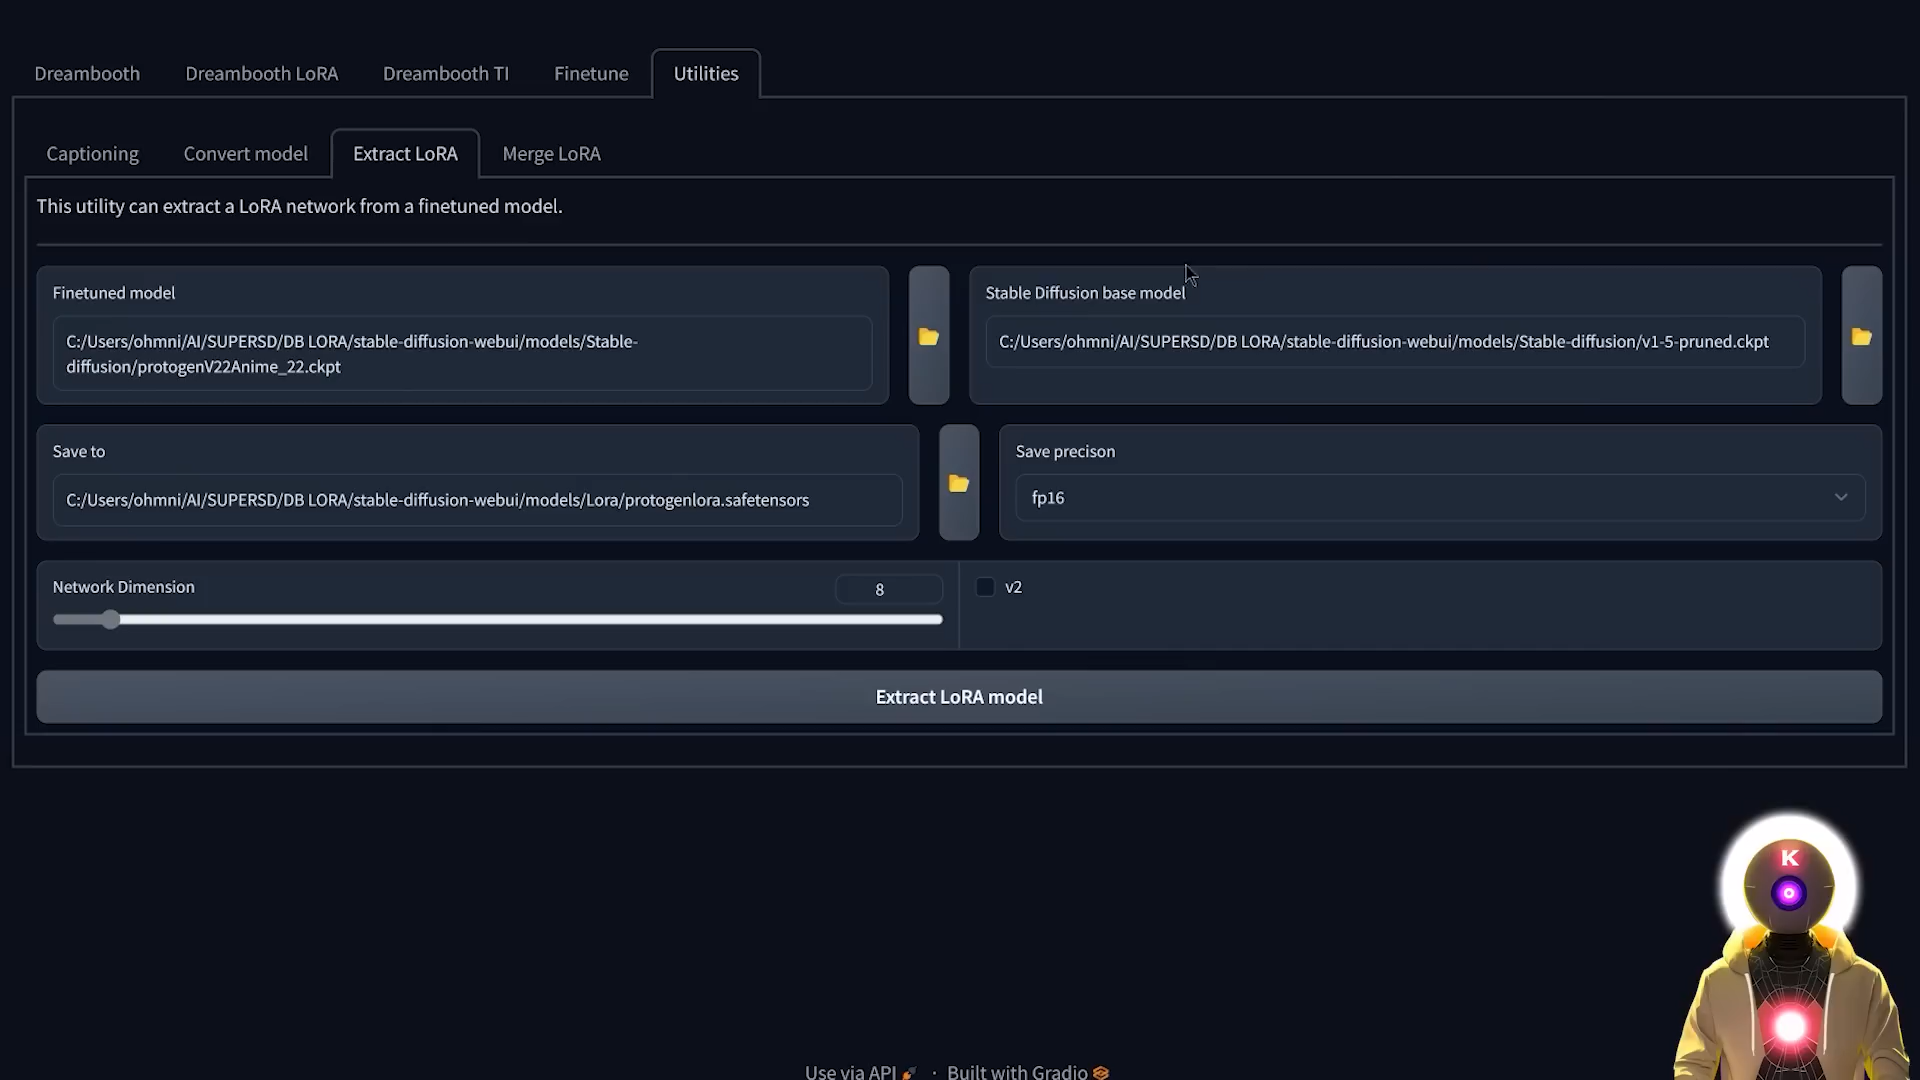 Dreambooth
Dreambooth LoRA
Dreambooth TI
Finetune
Utilities
Captioning
Convert model
Extract LoRA
Merge LoRA
This utility can extract a LoRA network from a finetuned model.
Finetuned model
C:/Users/ohmni/AI/SUPERSD/DB LORA/stable-diffusion-webui/models/Stable-
diffusion/protogenV22Anime_22.ckpt
Stable Diffusion base model
C:/Users/ohmni/AI/SUPERSD/DB LORA/stable-diffusion-webui/models/Stable-diffusion/v1-5-pruned.ckpt
Save to
C:/Users/ohmni/AI/SUPERSD/DB LORA/stable-diffusion-webui/models/Lora/protogenlora.safetensors
Save precison
fp16
Network Dimension
8
v2
Extract LoRA model
K
Use via API · Built with Gradio